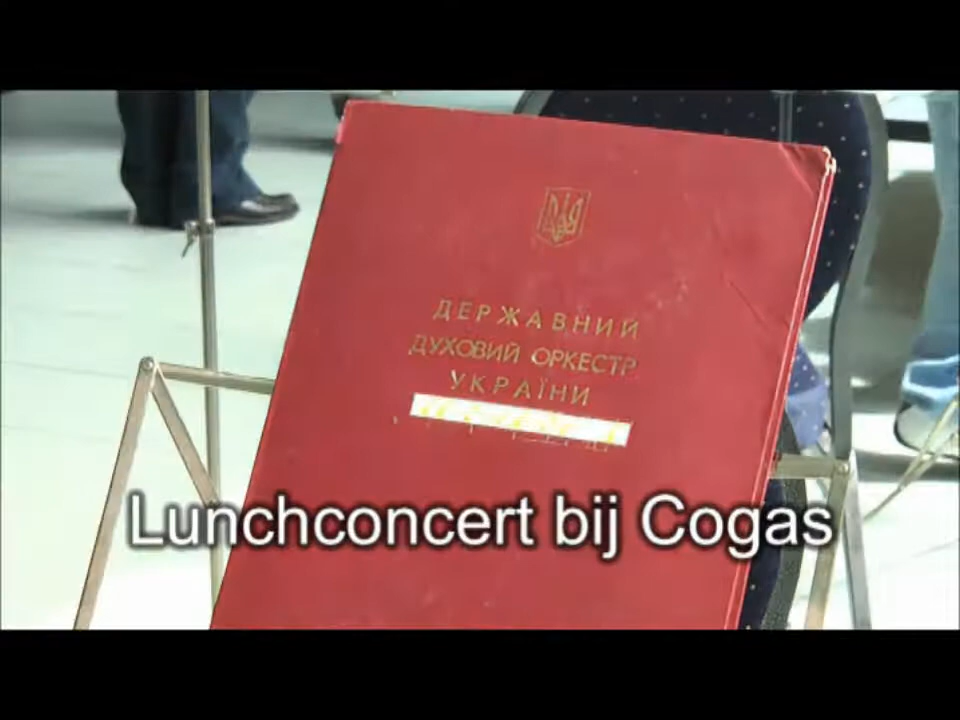 ДЕРЖАВНИЙ
ДУХОВИЙ ОРКЕСТР
УКРАЇНИ
Lunchconcert bij Cogas